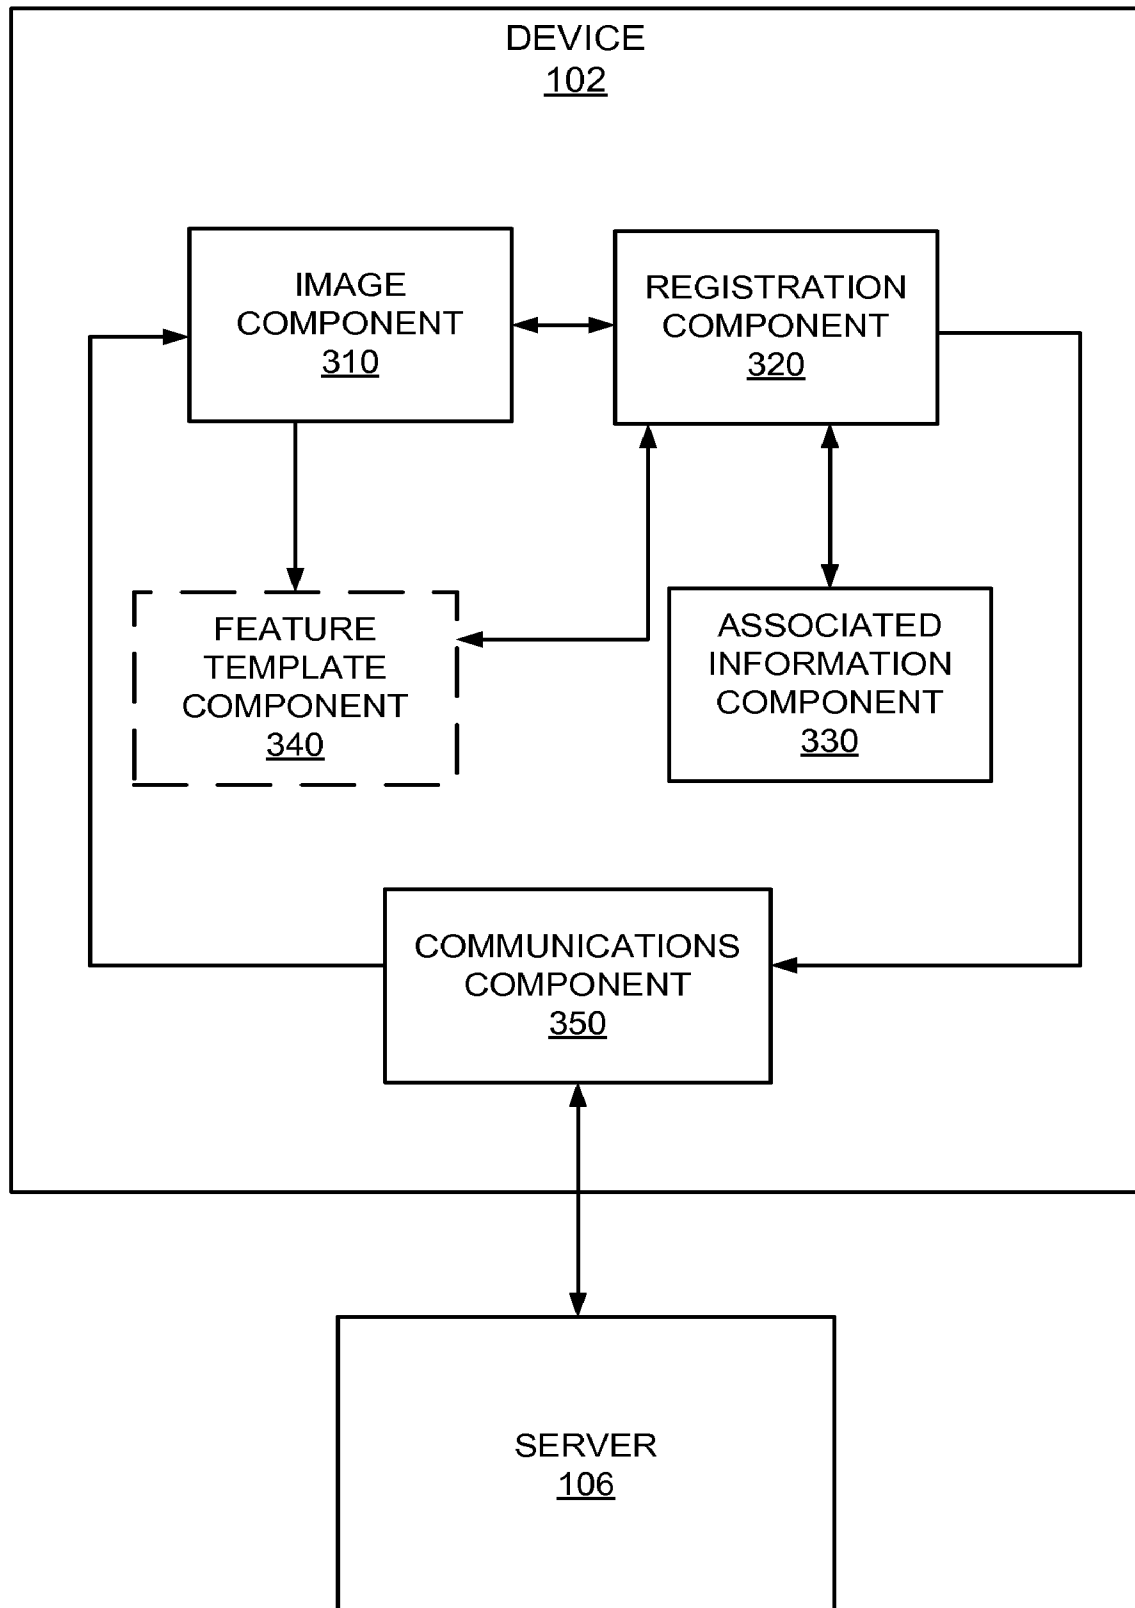 DEVICE
102
IMAGE
COMPONENT
310
REGISTRATION
COMPONENT
320
FEATURE
TEMPLATE
COMPONENT
340
ASSOCIATED
INFORMATION
COMPONENT
330
COMMUNICATIONS
COMPONENT
350
SERVER
106